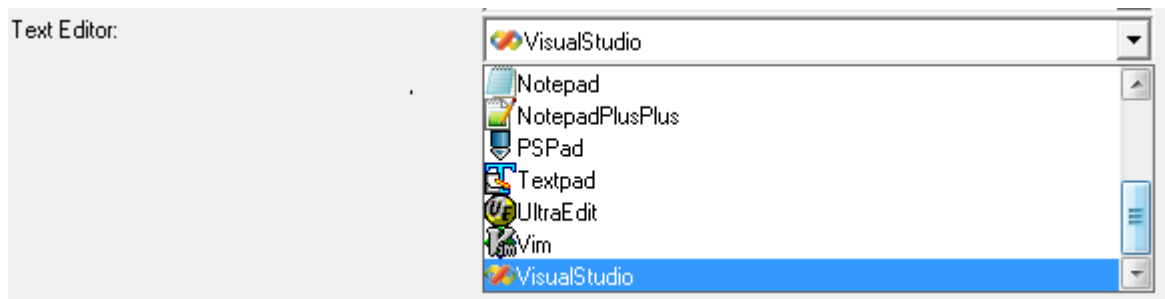 Text Editor:
VisualStudio
Notepad
NotepadPlusPlus
PSPad
Textpad
UltraEdit
Vim
VisualStudio